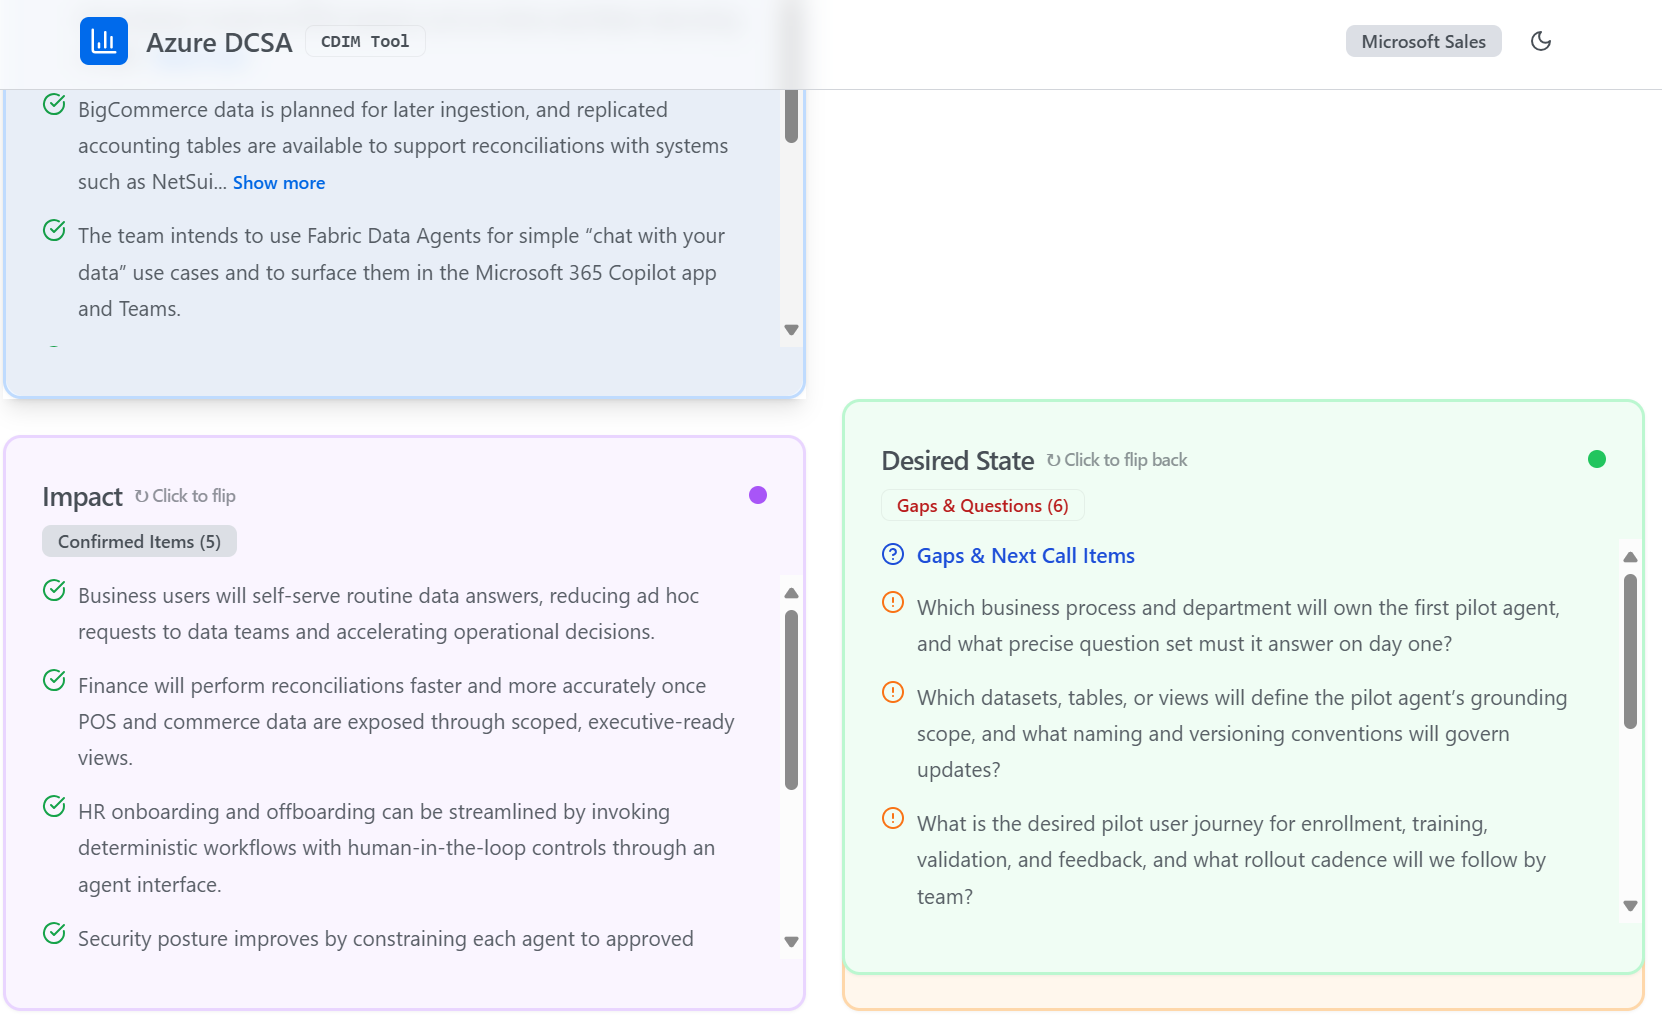 Azure DCSA
CDIM Tool
Microsoft Sales
BigCommerce data is planned for later ingestion, and replicated
accounting tables are available to support reconciliations with systems
such as NetSui... Show more
The team intends to use Fabric Data Agents for simple “chat with your
data” use cases and to surface them in the Microsoft 365 Copilot app
and Teams.
Impact ↻ Click to flip
Confirmed Items (5)
Business users will self-serve routine data answers, reducing ad hoc
requests to data teams and accelerating operational decisions.
Finance will perform reconciliations faster and more accurately once
POS and commerce data are exposed through scoped, executive-ready
views.
HR onboarding and offboarding can be streamlined by invoking
deterministic workflows with human-in-the-loop controls through an
agent interface.
Security posture improves by constraining each agent to approved
Desired State ↻ Click to flip back
Gaps & Questions (6)
Gaps & Next Call Items
Which business process and department will own the first pilot agent,
and what precise question set must it answer on day one?
Which datasets, tables, or views will define the pilot agent’s grounding
scope, and what naming and versioning conventions will govern
updates?
What is the desired pilot user journey for enrollment, training,
validation, and feedback, and what rollout cadence will we follow by
team?